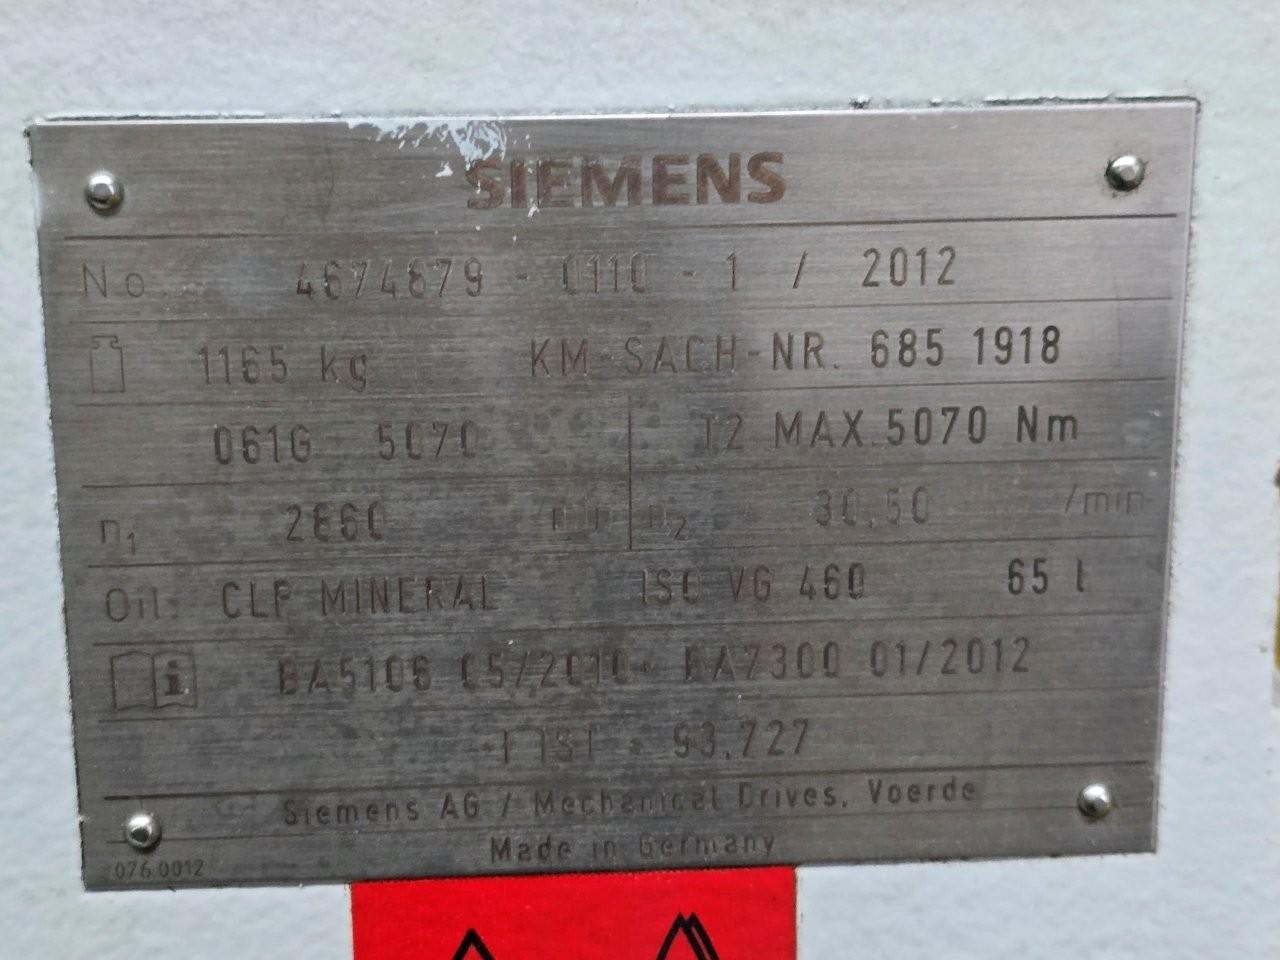 SIEMENS
No. 4674879 - 0110 - 1 / 2012
1165 kg KM-SACH-NR. 685 1918
061G 5070 T2 MAX.5070 Nm
n1 2860 /min n2 30,50 /min
Oil: CLP MINERAL ISO VG 460 65 l
BA5106 05/2010+ BA7300 01/2012
I IST = 93,727
Siemens AG / Mechanical Drives, Voerde
Made in Germany
076.0012